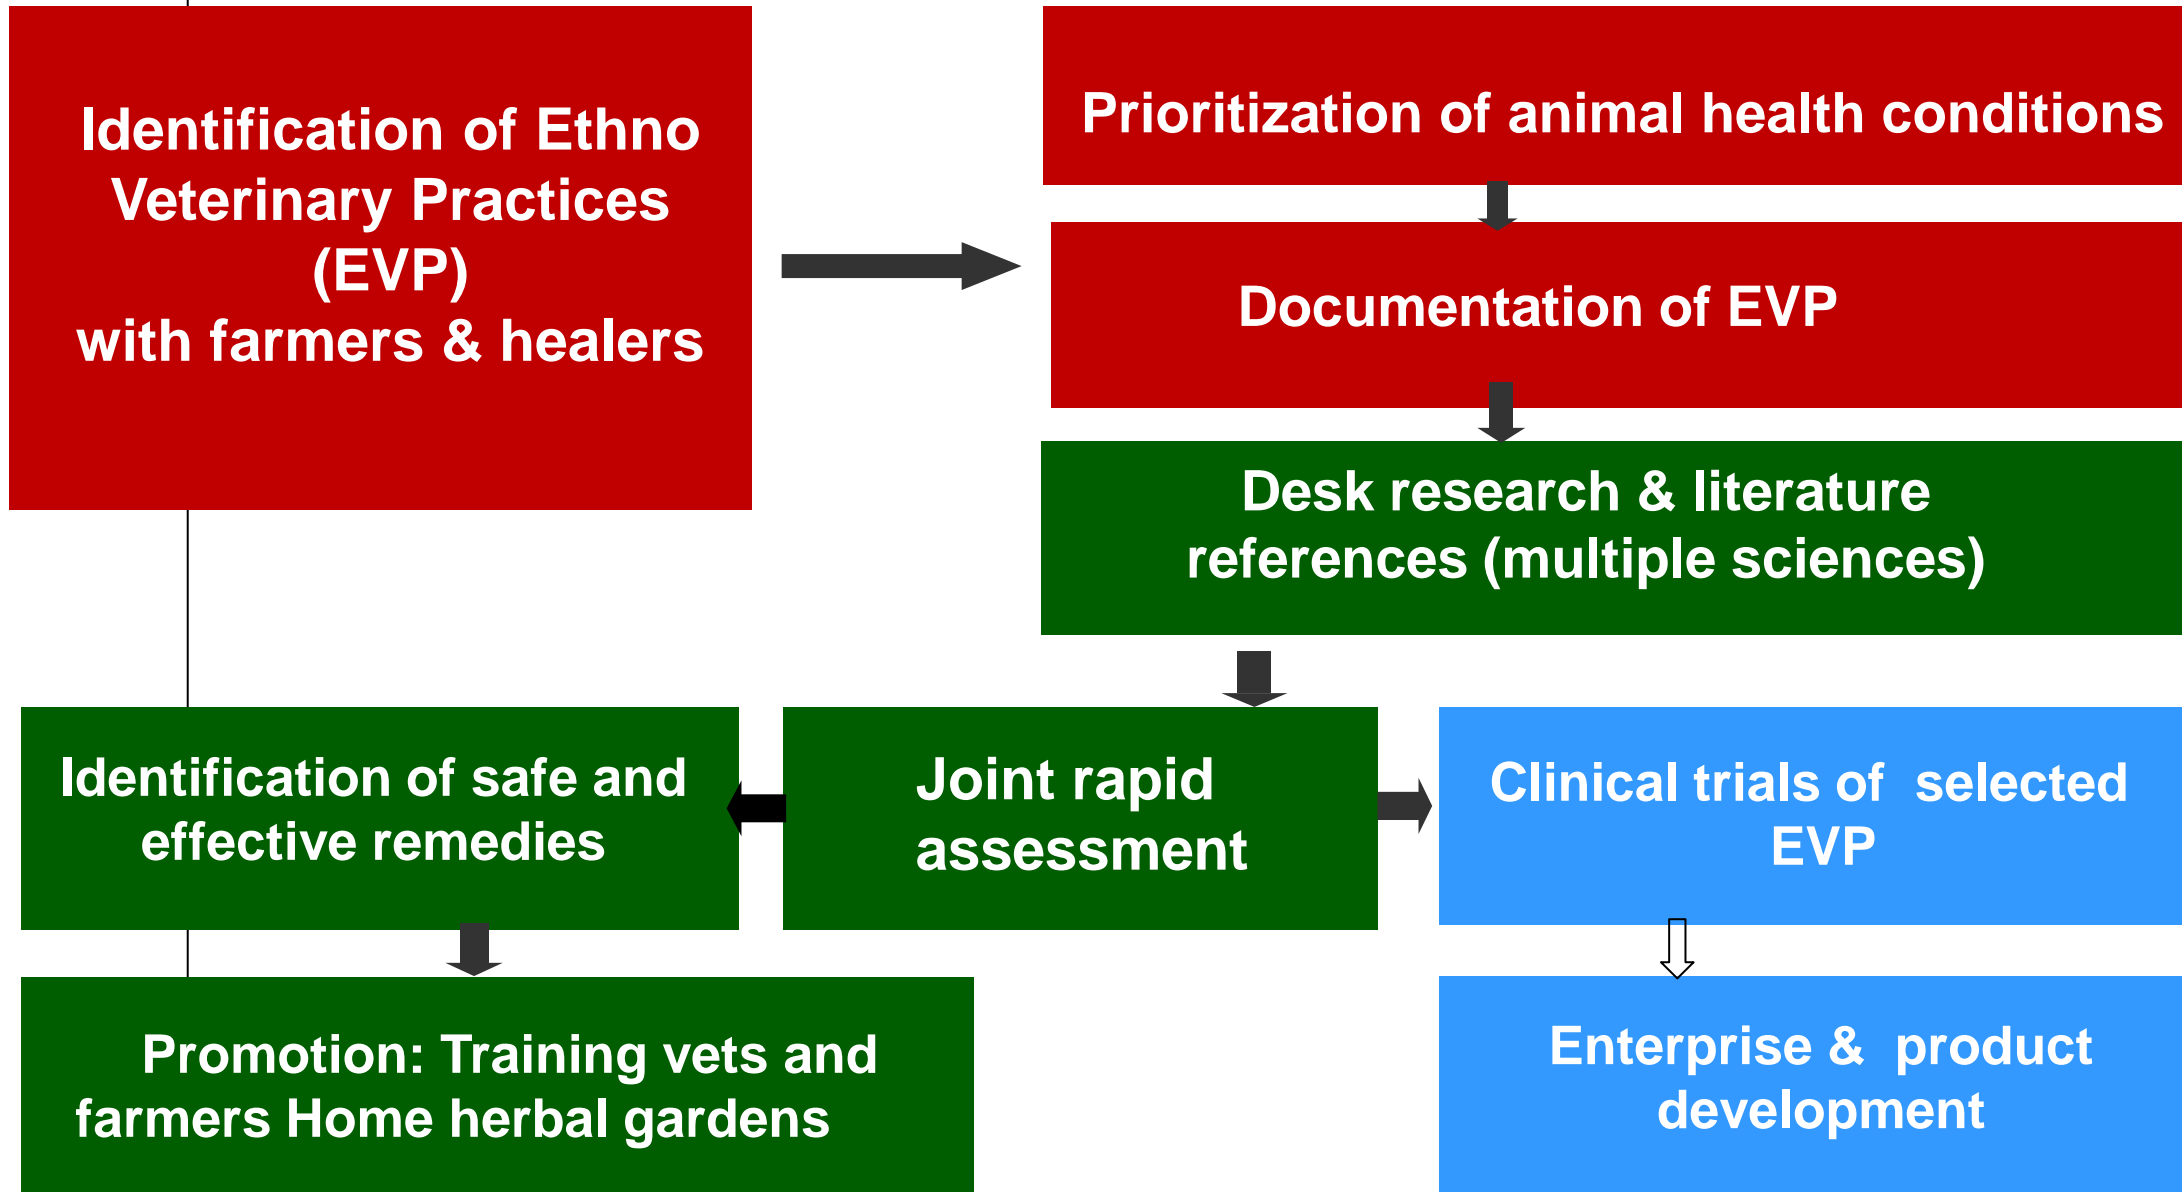 Identification of Ethno
Veterinary Practices
(EVP)
with farmers & healers
Prioritization of animal health conditions
Documentation of EVP
Desk research & literature
references (multiple sciences)
Identification of safe and
effective remedies
Joint rapid
assessment
Clinical trials of  selected
EVP
Promotion: Training vets and
farmers Home herbal gardens
Enterprise &  product
development